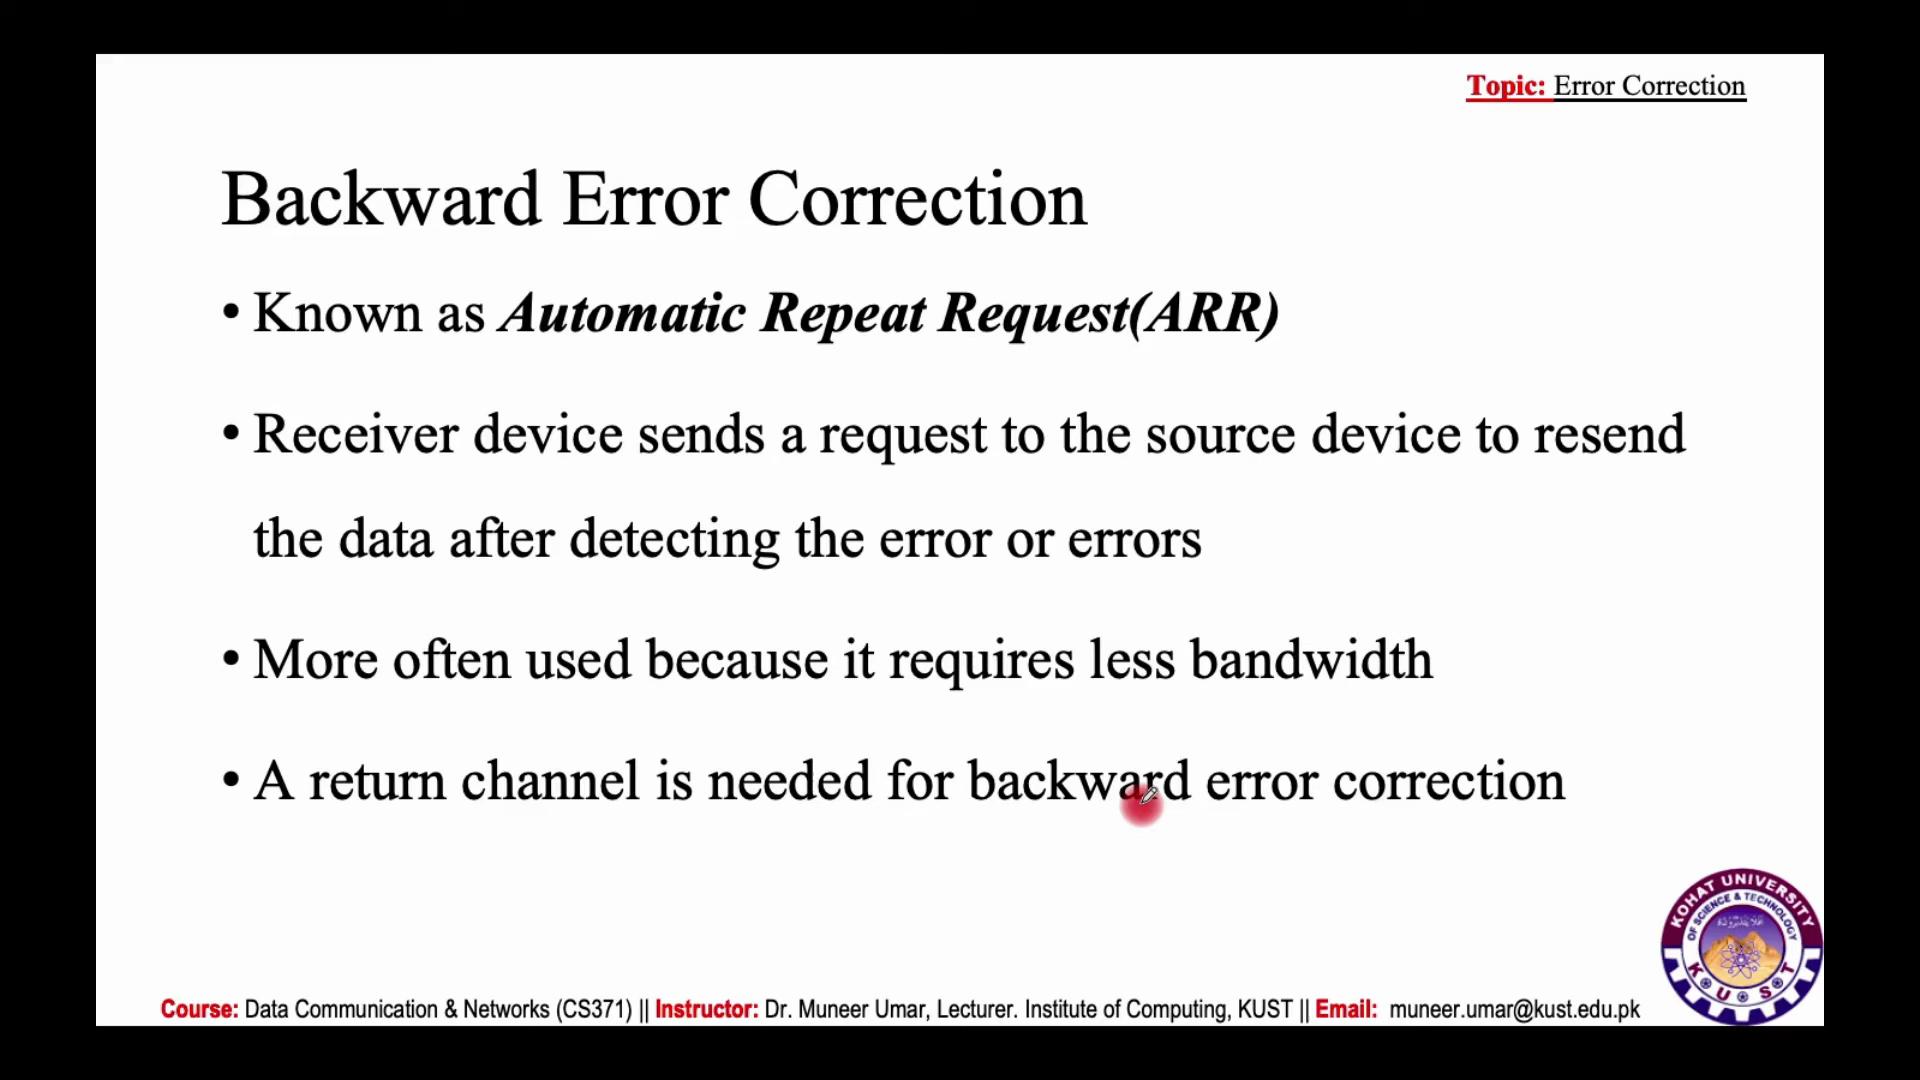 Topic: Error Correction
Backward Error Correction
• Known as Automatic Repeat Request(ARR)
• Receiver device sends a request to the source device to resend
the data after detecting the error or errors
• More often used because it requires less bandwidth
• A return channel is needed for backward error correction
KOHAT UNIVERSITY
OF SCIENCE & TECHNOLOGY
K U S T
Course: Data Communication & Networks (CS371) || Instructor: Dr. Muneer Umar, Lecturer. Institute of Computing, KUST || Email: muneer.umar@kust.edu.pk